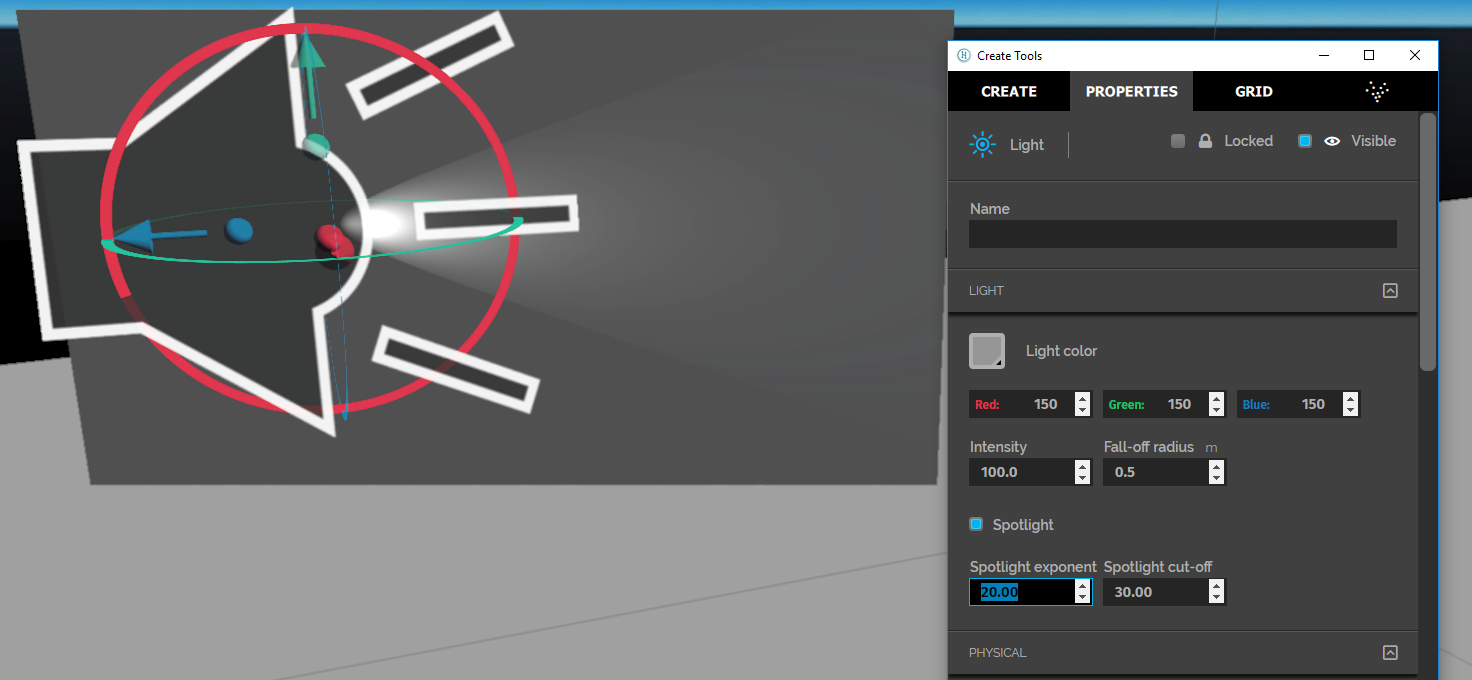 Create Tools
CREATE PROPERTIES GRID
Light Locked Visible
Name
LIGHT
Light color
Red: 150 Green: 150 Blue: 150
Intensity Fall-off radius m
100.0 0.5
Spotlight
Spotlight exponent Spotlight cut-off
20.00 30.00
PHYSICAL